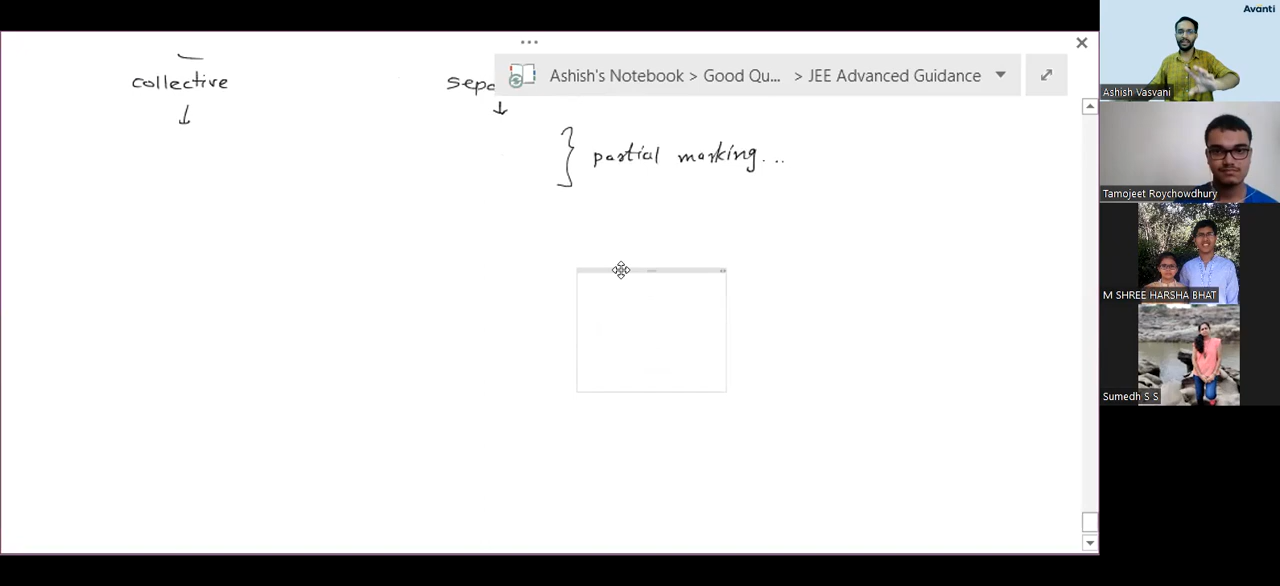 Avanti
Ashish's Notebook > Good Qu... > JEE Advanced Guidance
collective
sepa
partial marking...
Ashish Vasvani
Tamojeet Roychowdhury
M SHREE HARSHA BHAT
Sumedh S S